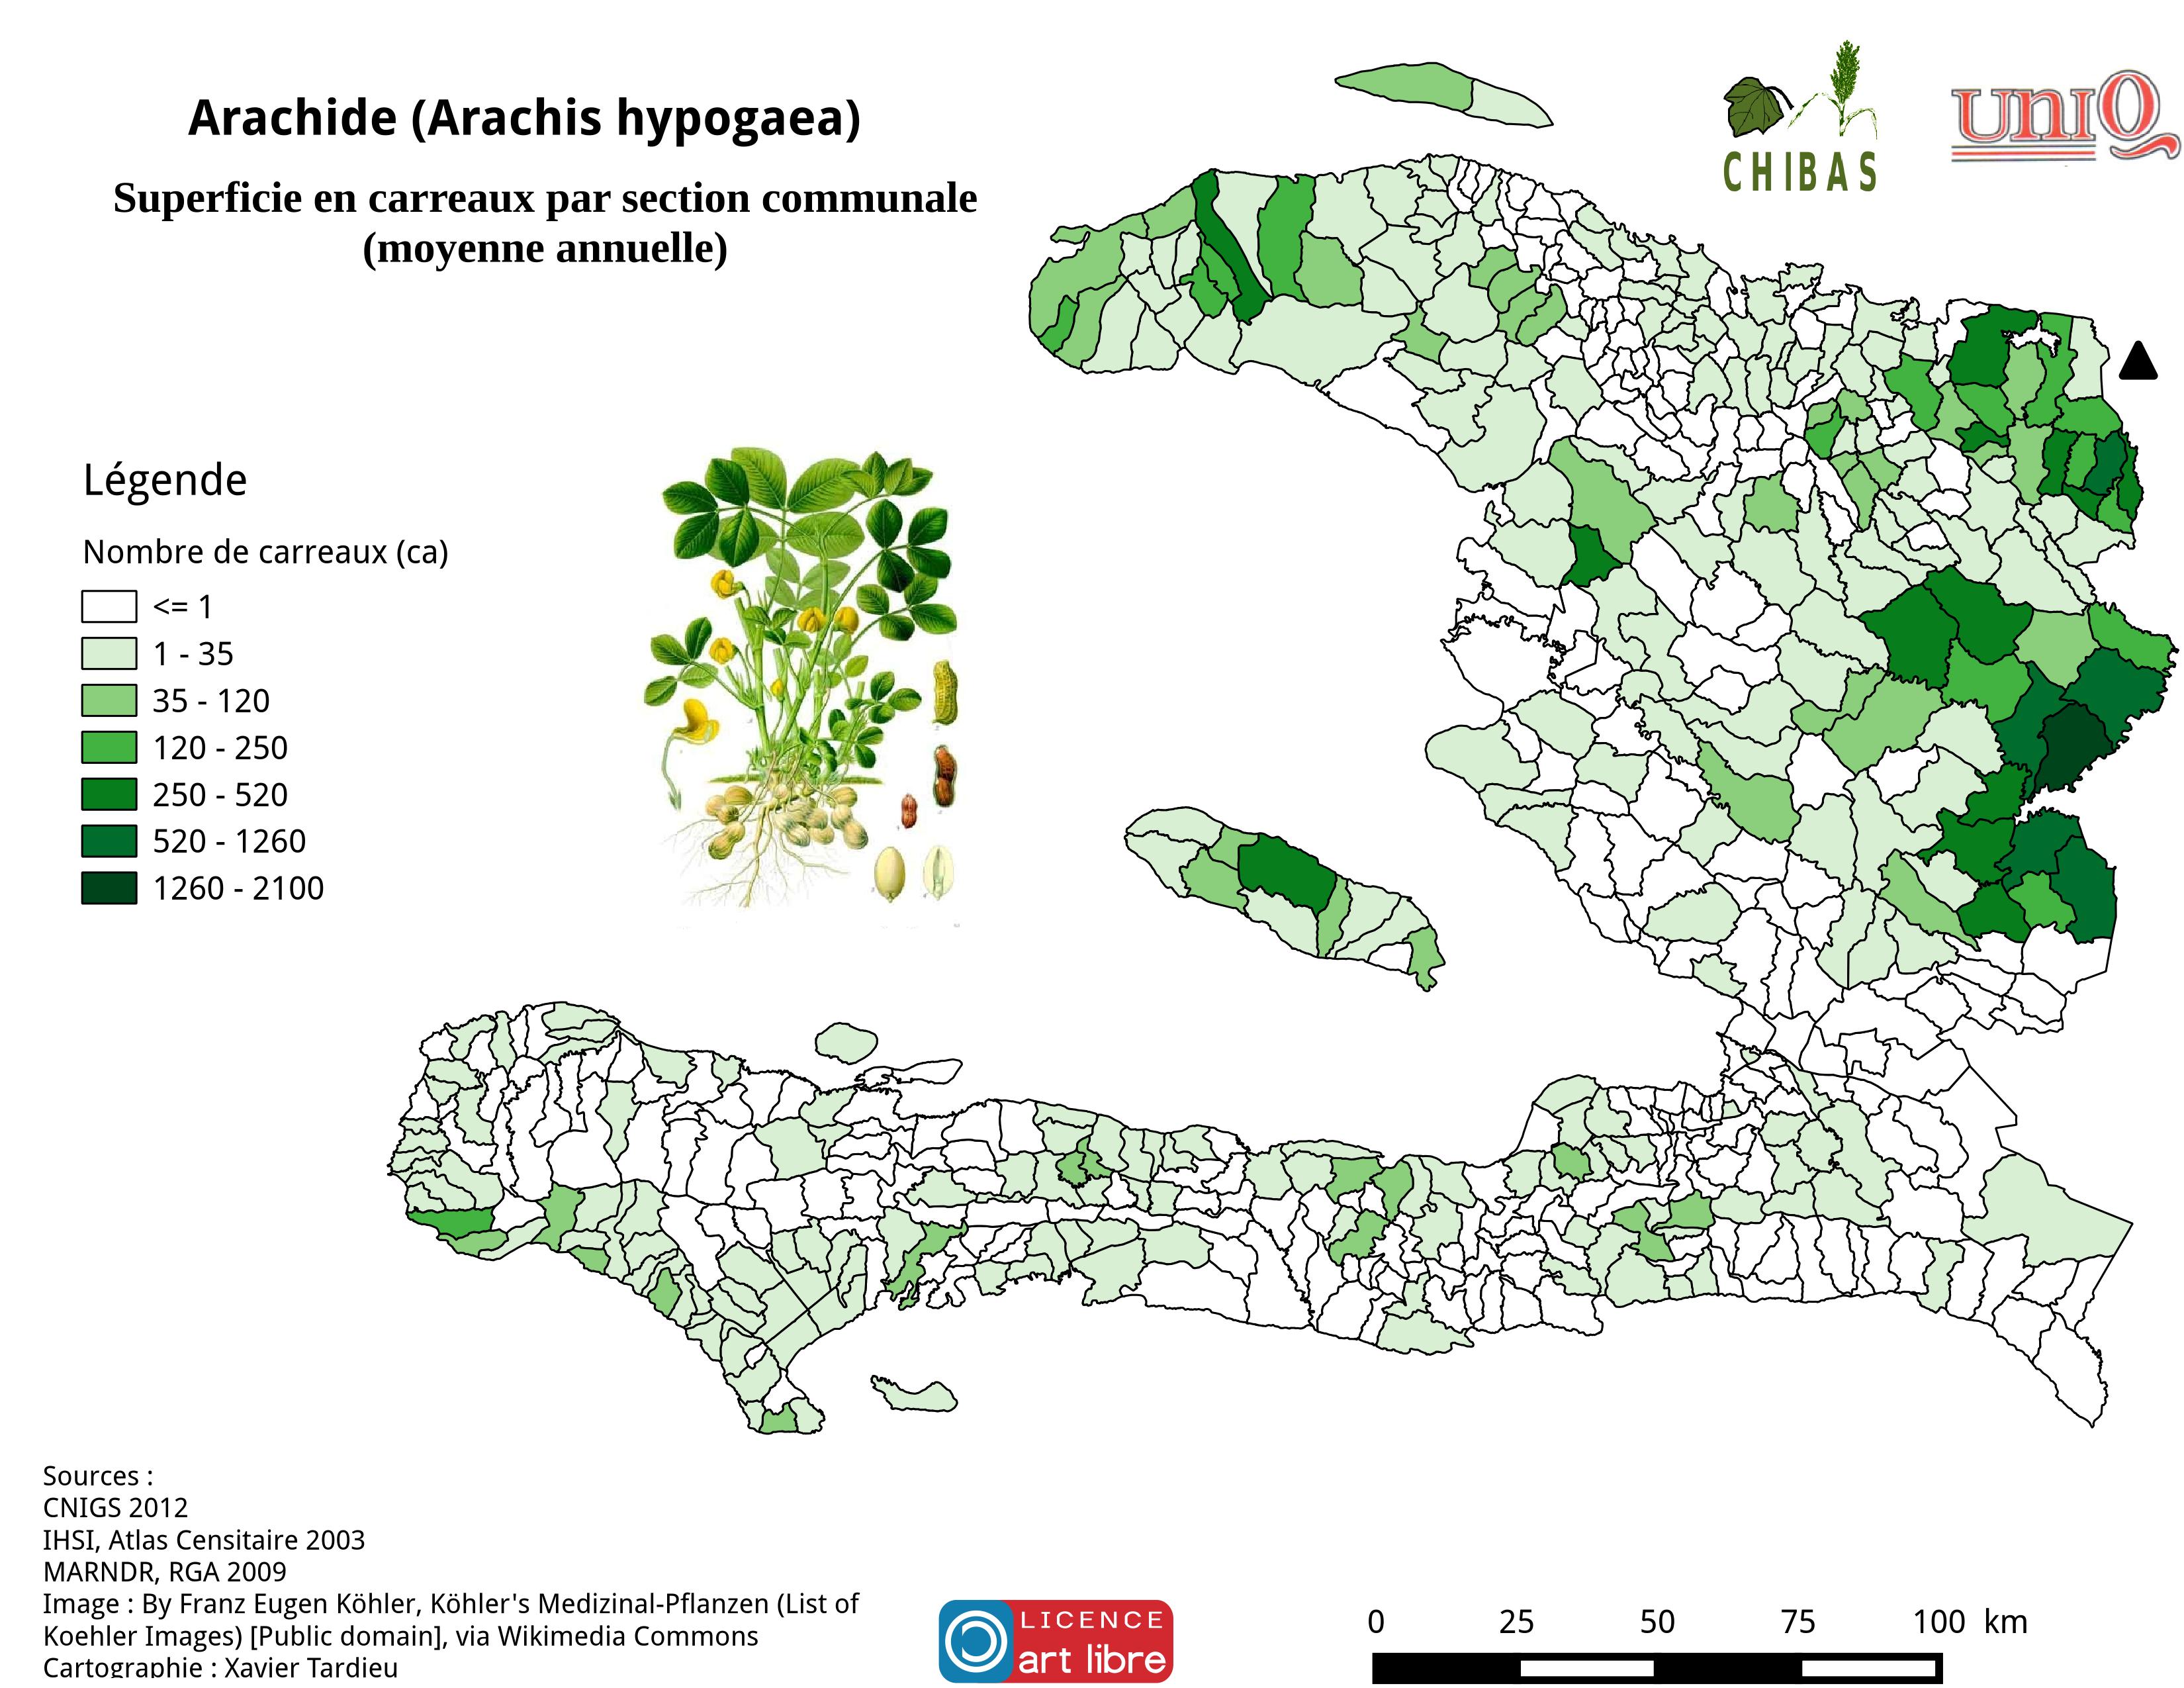 Arachide (Arachis hypogaea)
Superficie en carreaux par section communale
(moyenne annuelle)
CHIBAS
UNIQ
Légende
Nombre de carreaux (ca)
<= 1
1 - 35
35 - 120
120 - 250
250 - 520
520 - 1260
1260 - 2100
Sources :
CNIGS 2012
IHSI, Atlas Censitaire 2003
MARNDR, RGA 2009
Image : By Franz Eugen Köhler, Köhler's Medizinal-Pflanzen (List of
Koehler Images) [Public domain], via Wikimedia Commons
Cartographie : Xavier Tardieu
LICENCE
art libre
0 25 50 75 100 km